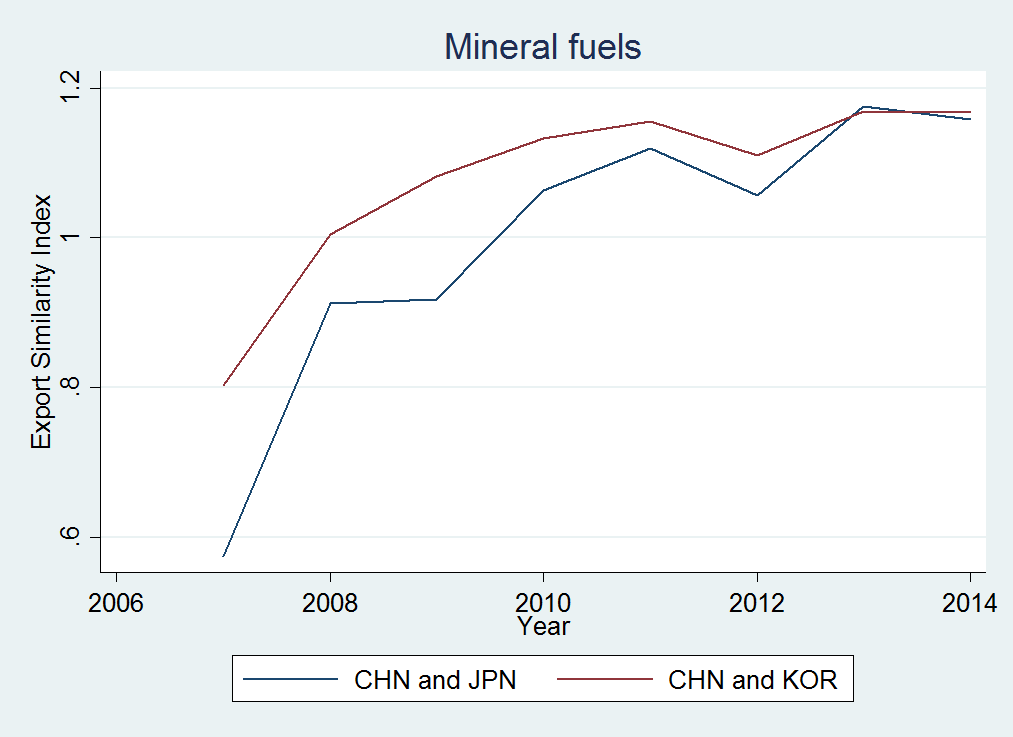 Mineral fuels
Export Similarity Index
1.2
1
.8
.6
2006 2008 2010 2012 2014
Year
CHN and JPN CHN and KOR